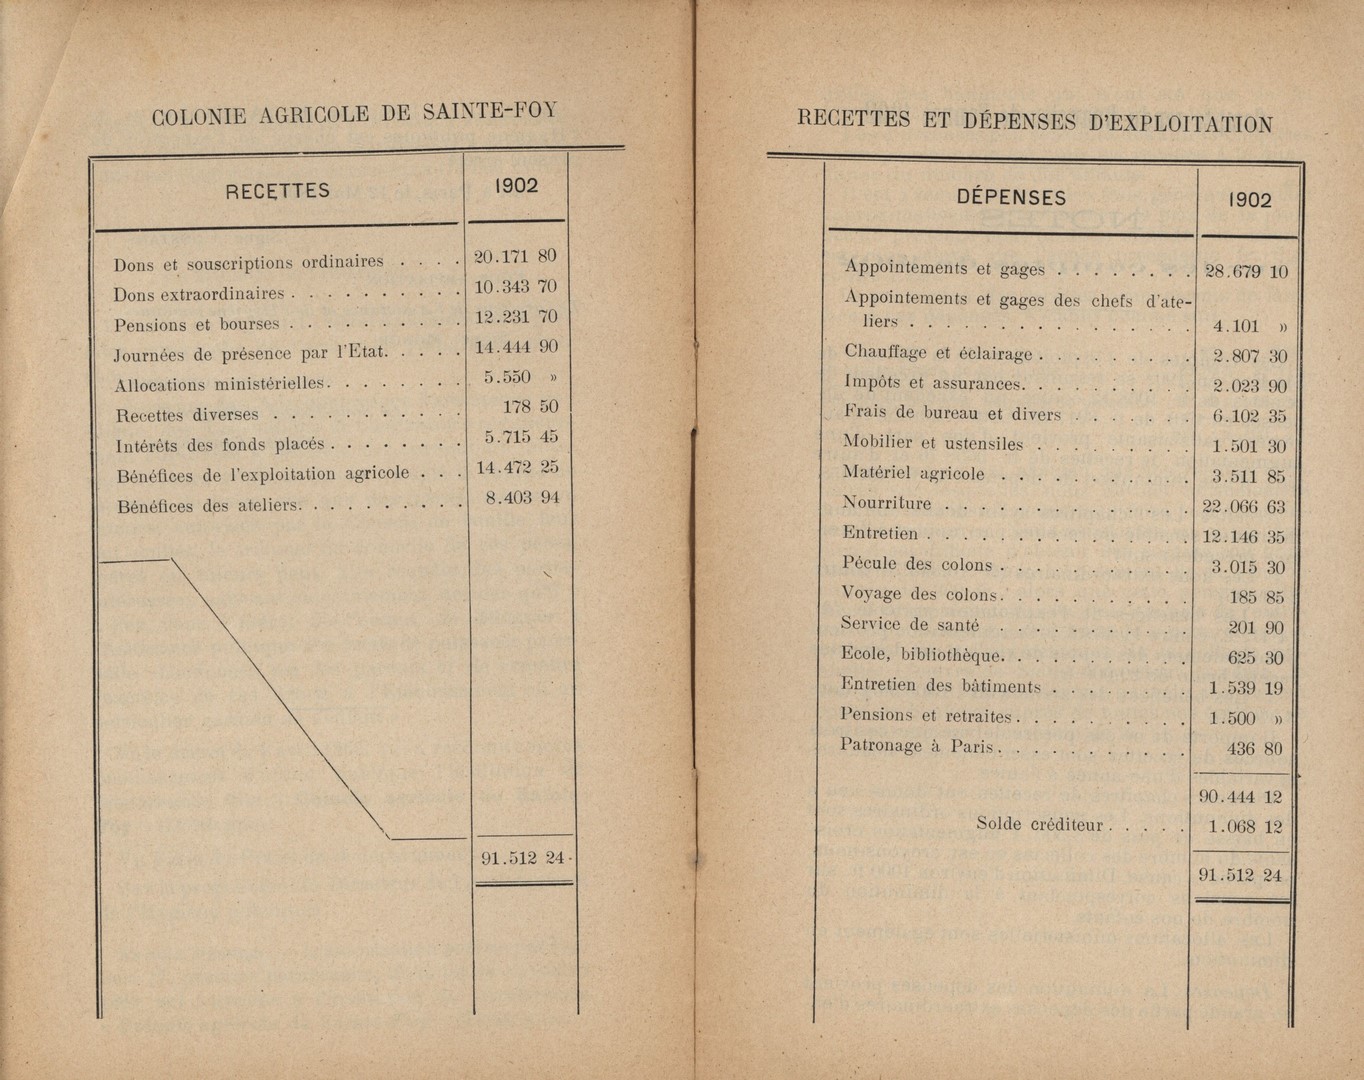 COLONIE AGRICOLE DE SAINTE-FOY
RECETTES 1902
Dons et souscriptions ordinaires . . . . 20.171 80
Dons extraordinaires . . . . . . . . . . 10.343 70
Pensions et bourses . . . . . . . . . . 12.231 70
Journées de présence par l'Etat. . . . . 14.444 90
Allocations ministérielles. . . . . . . . 5.550 »
Recettes diverses . . . . . . . . . . 178 50
Intérêts des fonds placés . . . . . . . . 5.715 45
Bénéfices de l'exploitation agricole . . . 14.472 25
Bénéfices des ateliers. . . . . . . . . . 8.403 94
91.512 24
RECETTES ET DÉPENSES D'EXPLOITATION
DÉPENSES 1902
Appointements et gages . . . . . . . . 28.679 10
Appointements et gages des chefs d'ate-
liers . . . . . . . . . . . . . . . . 4.101 »
Chauffage et éclairage . . . . . . . . . 2.807 30
Impôts et assurances. . . . . . . . . . 2.023 90
Frais de bureau et divers . . . . . . . 6.102 35
Mobilier et ustensiles . . . . . . . . . 1.501 30
Matériel agricole . . . . . . . . . . . 3.511 85
Nourriture . . . . . . . . . . . . . . 22.066 63
Entretien . . . . . . . . . . . . . . . 12.146 35
Pécule des colons . . . . . . . . . . . 3.015 30
Voyage des colons. . . . . . . . . . . 185 85
Service de santé . . . . . . . . . . 201 90
Ecole, bibliothèque. . . . . . . . . . 625 30
Entretien des bâtiments . . . . . . . . 1.539 19
Pensions et retraites . . . . . . . . . . 1.500 »
Patronage à Paris. . . . . . . . . . . 436 80
90.444 12
Solde créditeur . . . . . 1.068 12
91.512 24